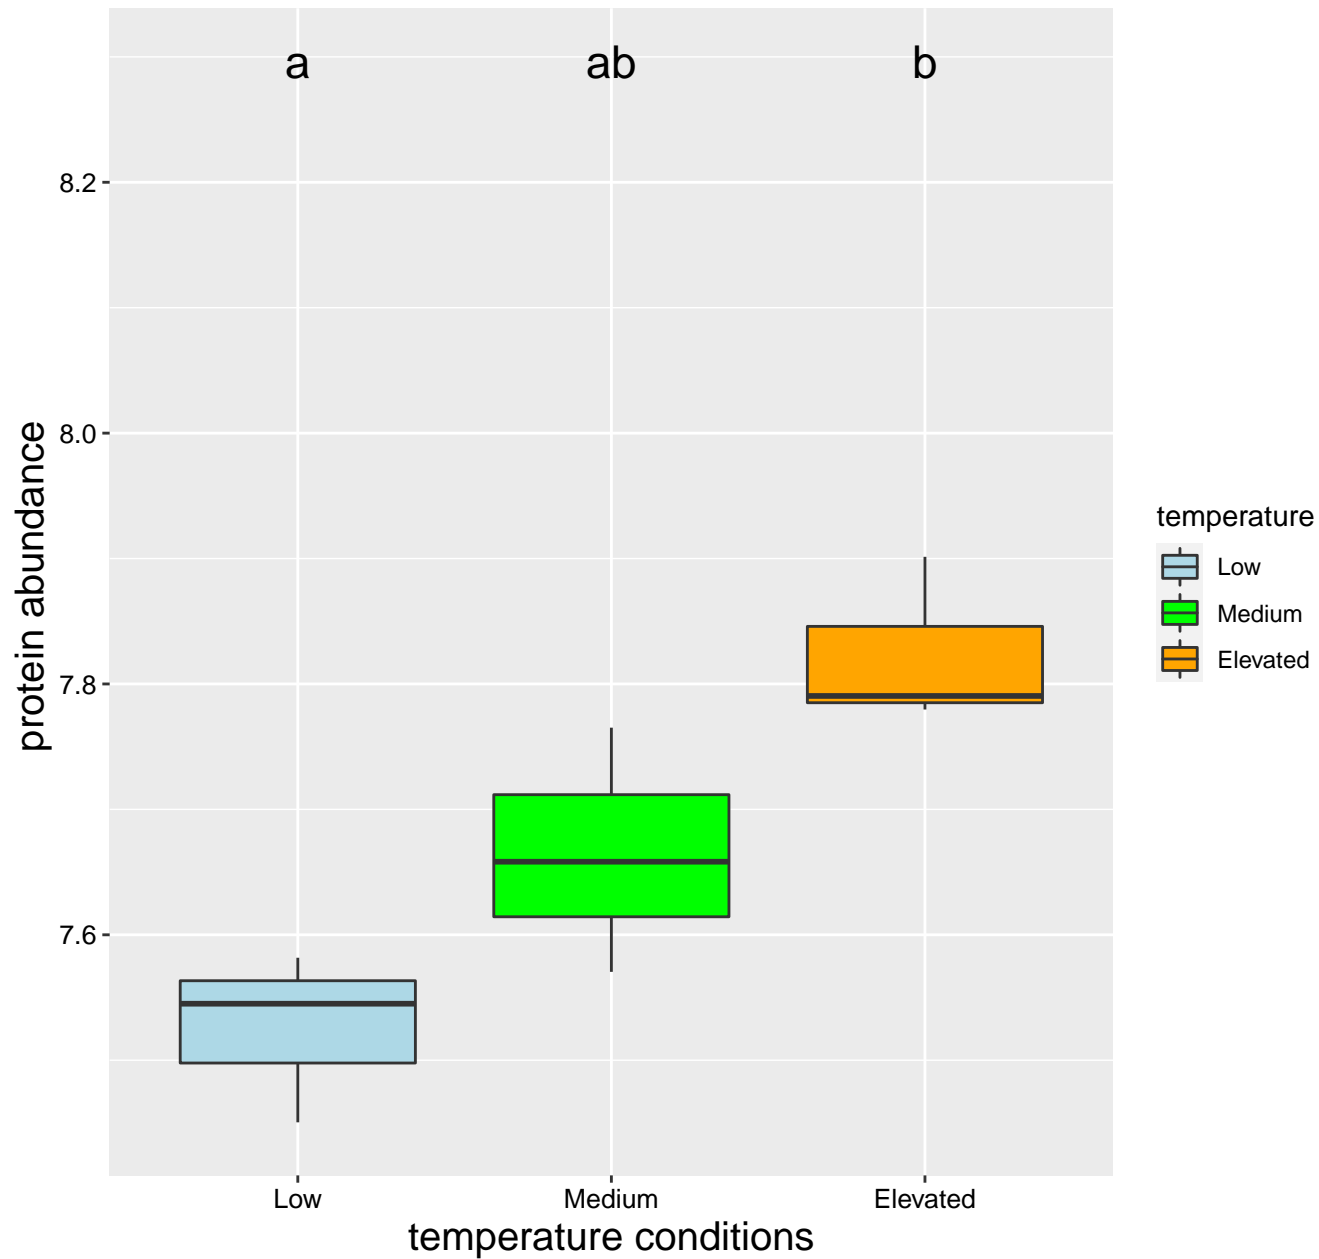 a ab b
8.2
8.0
7.8
7.6
protein abundance
Low Medium Elevated
temperature conditions
temperature
Low
Medium
Elevated